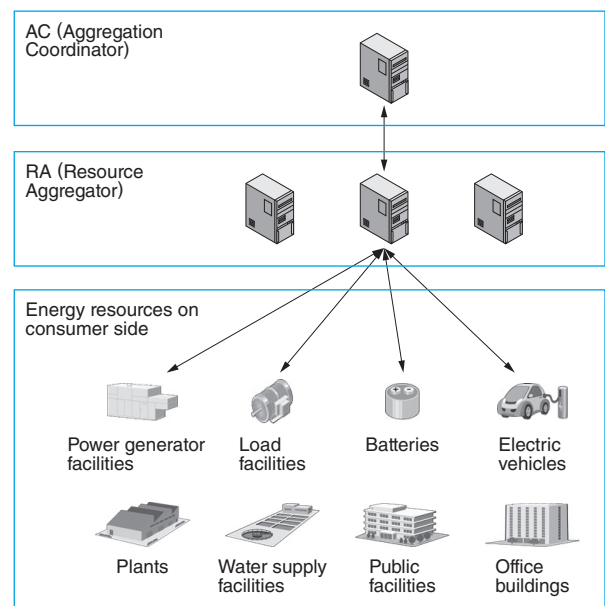 AC (Aggregation
Coordinator)
RA (Resource
Aggregator)
Energy resources on
consumer side
Power generator
facilities
Load
facilities
Batteries
Electric
vehicles
Plants
Water supply
facilities
Public
facilities
Office
buildings